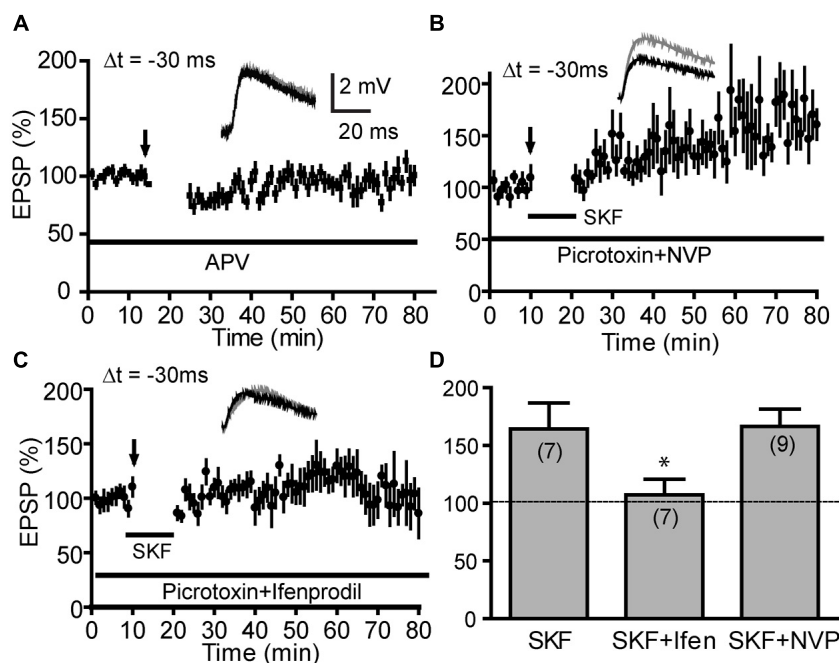 A
Δt = -30 ms
2 mV
20 ms
EPSP (%)
200
150
100
50
0
APV
0 10 20 30 40 50 60 70 80
Time (min)
B
Δt = -30ms
200
150
100
50
0
SKF
Picrotoxin+NVP
0 10 20 30 40 50 60 70 80
Time (min)
C
Δt = -30ms
EPSP (%)
200
150
100
50
0
SKF
Picrotoxin+Ifenprodil
0 10 20 30 40 50 60 70 80
Time (min)
D
200
150
100
50
0
(7)
*
(7)
(9)
SKF SKF+Ifen SKF+NVP